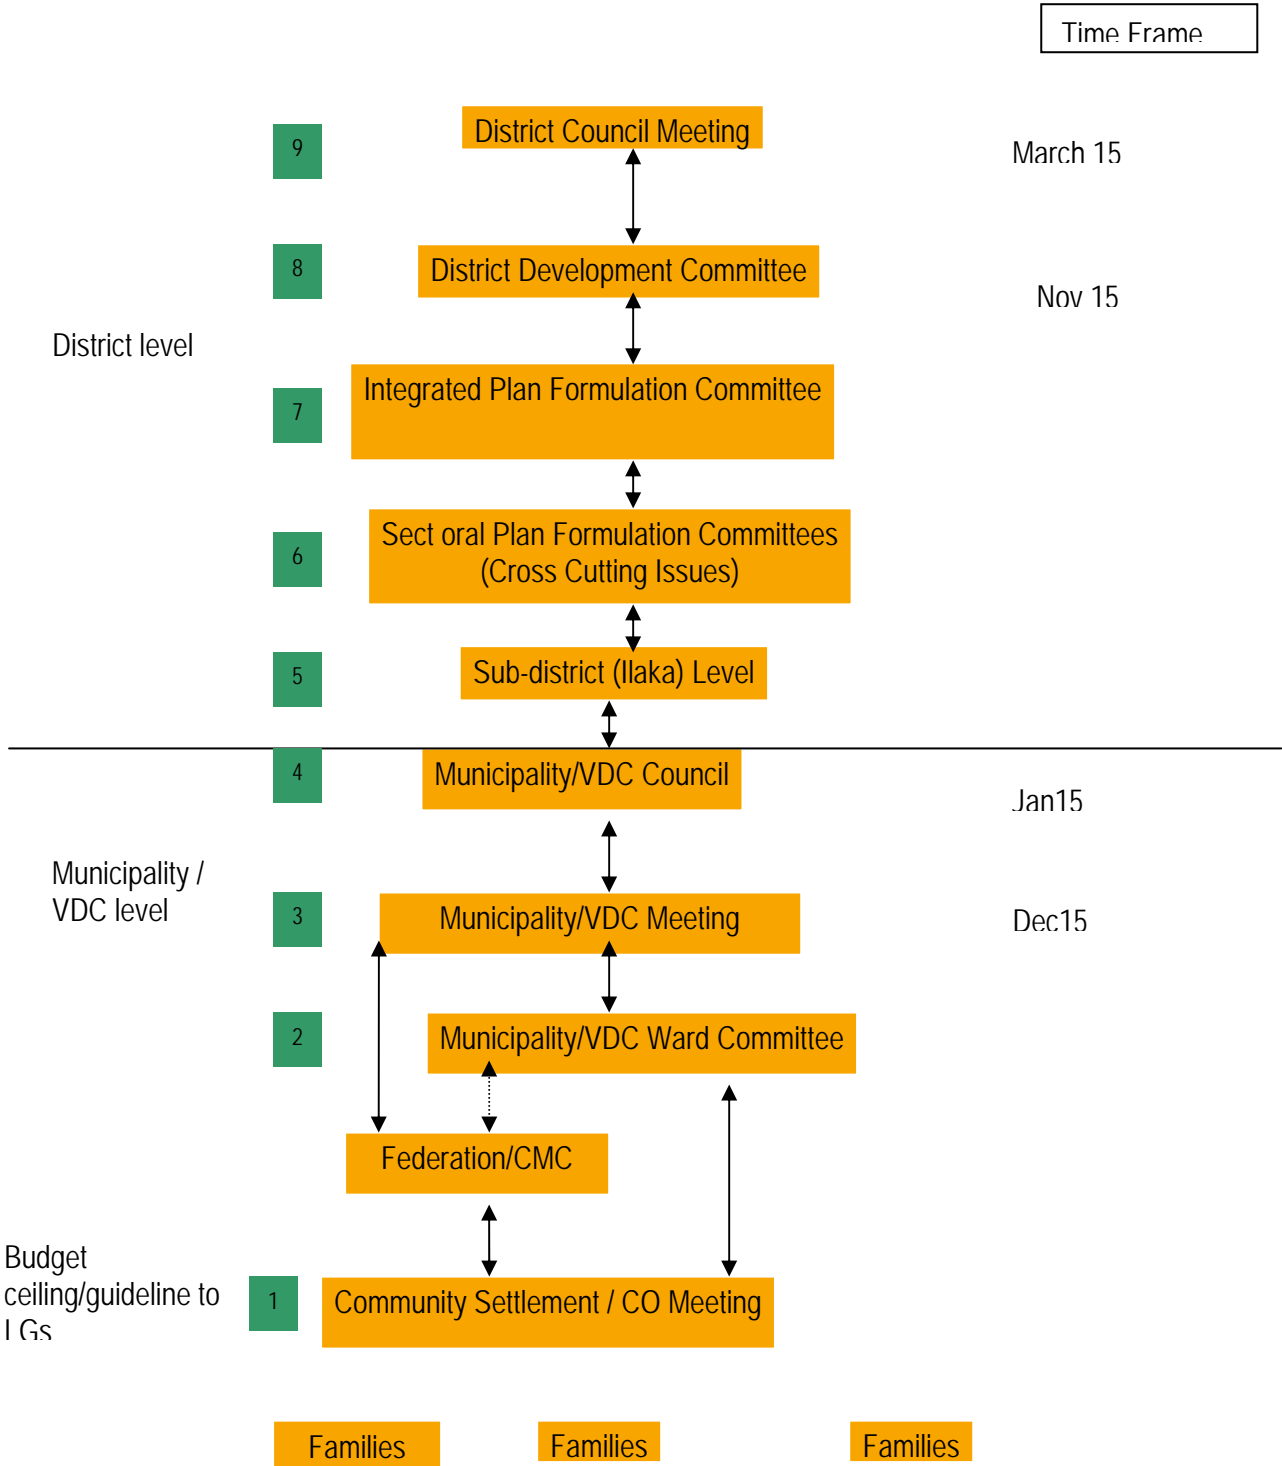 Time Frame
9
District Council Meeting
March 15
8
District Development Committee
Nov 15
District level
7
Integrated Plan Formulation Committee
6
Sect oral Plan Formulation Committees
(Cross Cutting Issues)
5
Sub-district (Ilaka) Level
4
Municipality/VDC Council
Jan15
Municipality /
VDC level
3
Municipality/VDC Meeting
Dec15
2
Municipality/VDC Ward Committee
Federation/CMC
Budget
ceiling/guideline to
LGs
1
Community Settlement / CO Meeting
Families
Families
Families